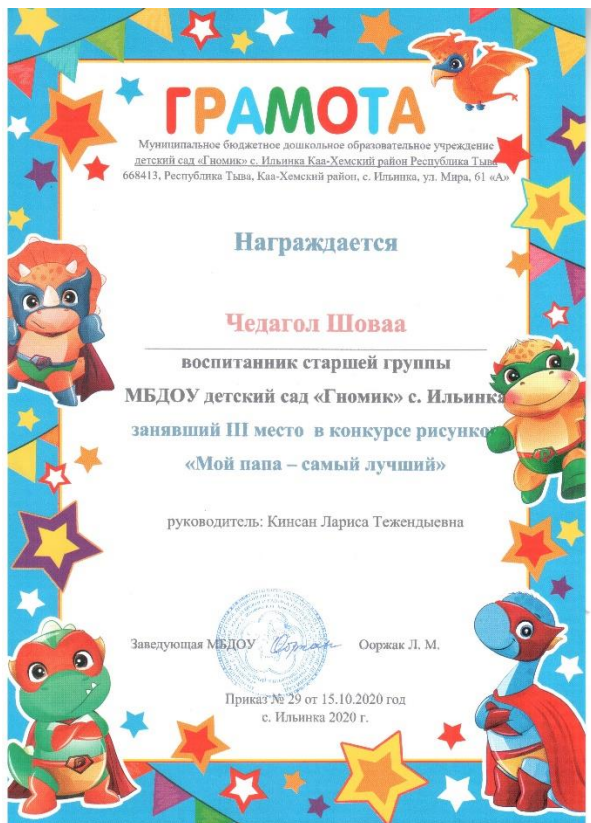 ГРАМОТА
Муниципальное бюджетное дошкольное образовательное учреждение
детский сад «Гномик» с. Ильинка Каа-Хемский район Республика Тыва
668413, Республика Тыва, Каа-Хемский район, с. Ильинка, ул. Мира, 61 «А»
Награждается
Чедагол Шоваа
воспитанник старшей группы
МБДОУ детский сад «Гномик» с. Ильинка
занявший III место в конкурсе рисунков
«Мой папа – самый лучший»
руководитель: Кинсан Лариса Тежендыевна
Заведующая МБДОУ Ооржак Л. М.
Приказ № 29 от 15.10.2020 год
с. Ильинка 2020 г.